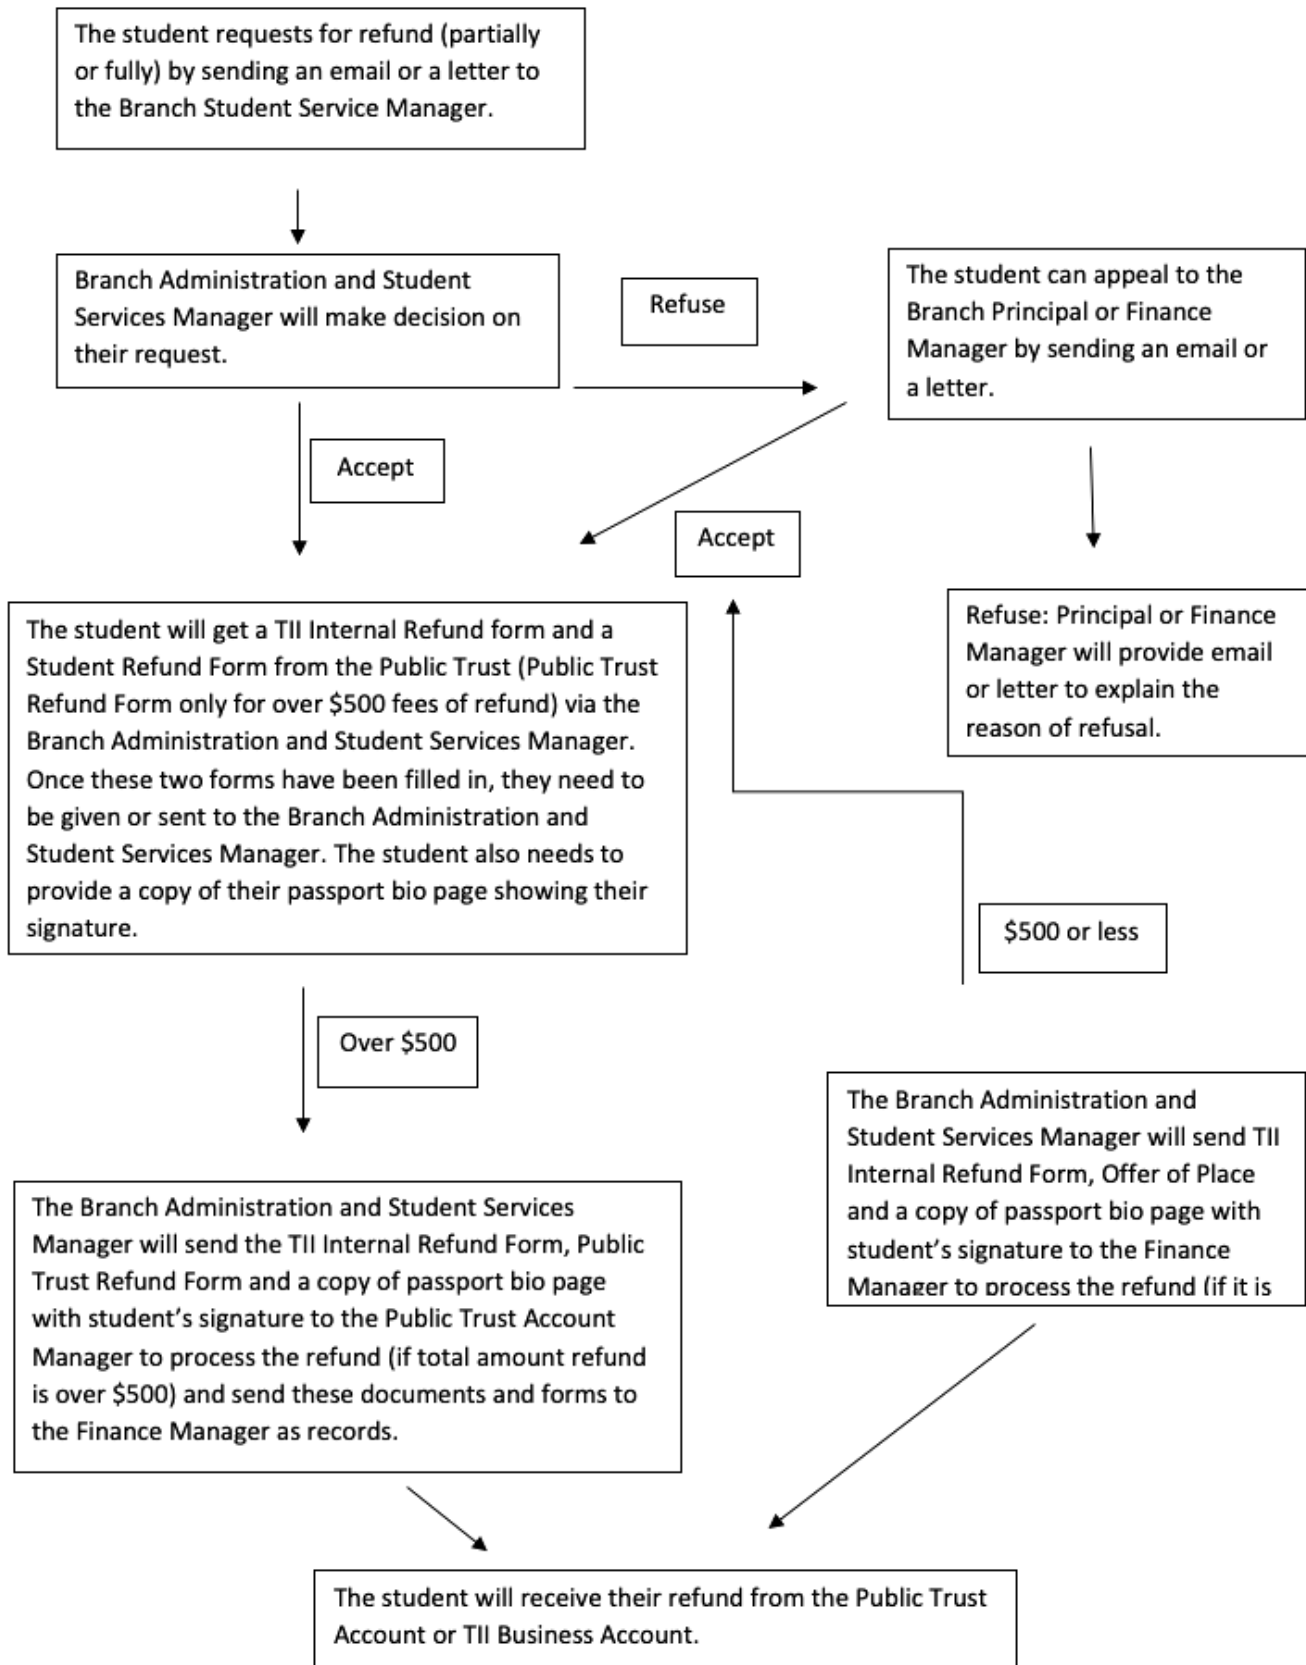 The student requests for refund (partially
or fully) by sending an email or a letter to
the Branch Student Service Manager.
Branch Administration and Student
Services Manager will make decision on
their request.
Refuse
The student can appeal to the
Branch Principal or Finance
Manager by sending an email or
a letter.
Accept
Accept
Refuse: Principal or Finance
Manager will provide email
or letter to explain the
reason of refusal.
The student will get a TII Internal Refund form and a
Student Refund Form from the Public Trust (Public Trust
Refund Form only for over $500 fees of refund) via the
Branch Administration and Student Services Manager.
Once these two forms have been filled in, they need to
be given or sent to the Branch Administration and
Student Services Manager. The student also needs to
provide a copy of their passport bio page showing their
signature.
$500 or less
Over $500
The Branch Administration and
Student Services Manager will send TII
Internal Refund Form, Offer of Place
and a copy of passport bio page with
student’s signature to the Finance
Manager to process the refund (if it is
The Branch Administration and Student Services
Manager will send the TII Internal Refund Form, Public
Trust Refund Form and a copy of passport bio page
with student’s signature to the Public Trust Account
Manager to process the refund (if total amount refund
is over $500) and send these documents and forms to
the Finance Manager as records.
The student will receive their refund from the Public Trust
Account or TII Business Account.